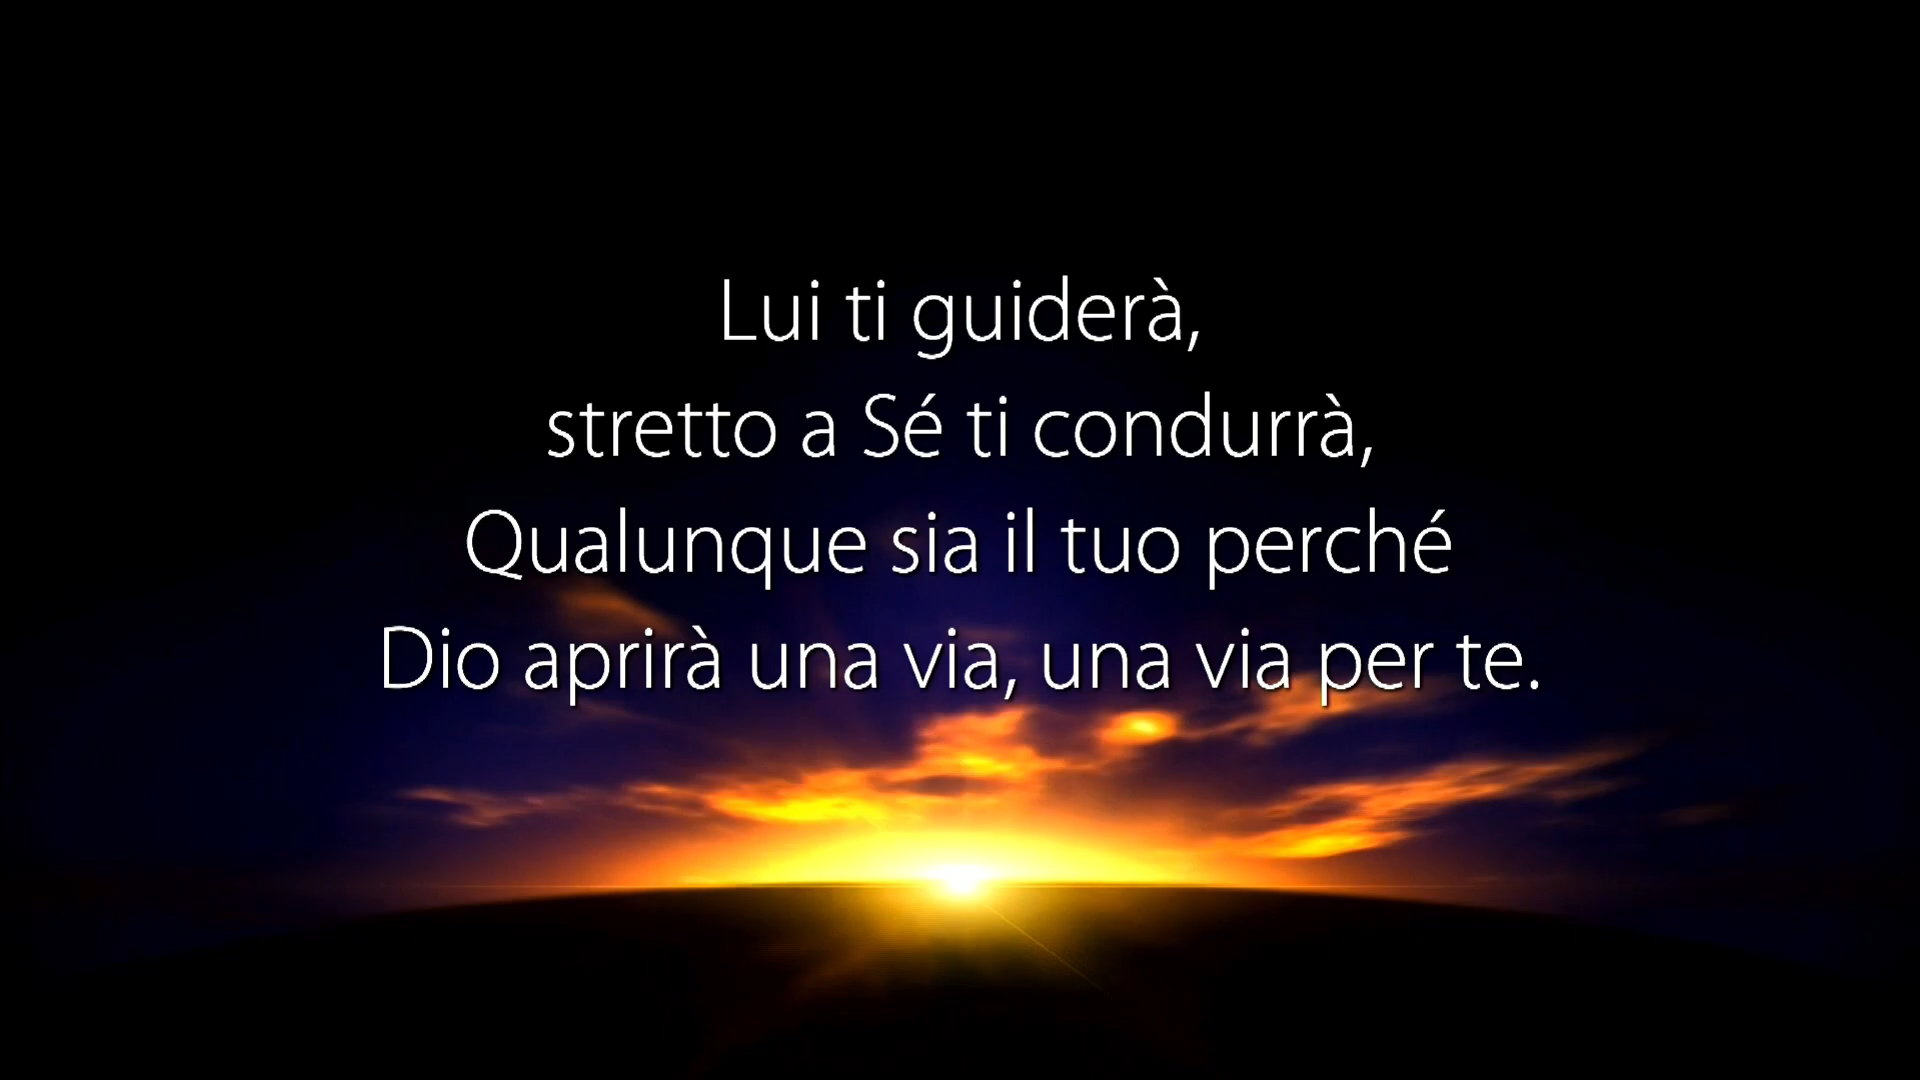 Lui ti guiderà,
stretto a Sé ti condurrà,
Qualunque sia il tuo perché
Dio aprirà una via, una via per te.